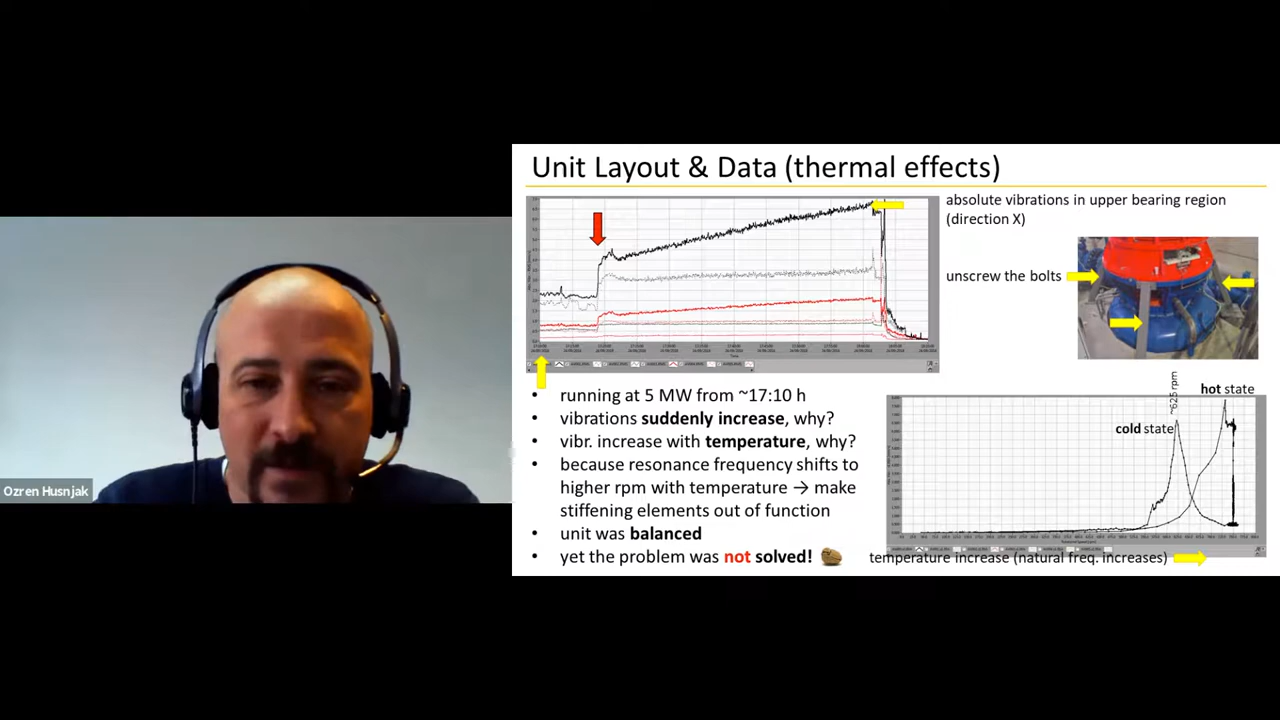 Unit Layout & Data (thermal effects)
absolute vibrations in upper bearing region
(direction X)
unscrew the bolts
• running at 5 MW from ~17:10 h
• vibrations suddenly increase, why?
• vibr. increase with temperature, why?
• because resonance frequency shifts to
higher rpm with temperature → make
stiffening elements out of function
• unit was balanced
• yet the problem was not solved!
~625 rpm
hot state
cold state
temperature increase (natural freq. increases)
Ozren Husnjak